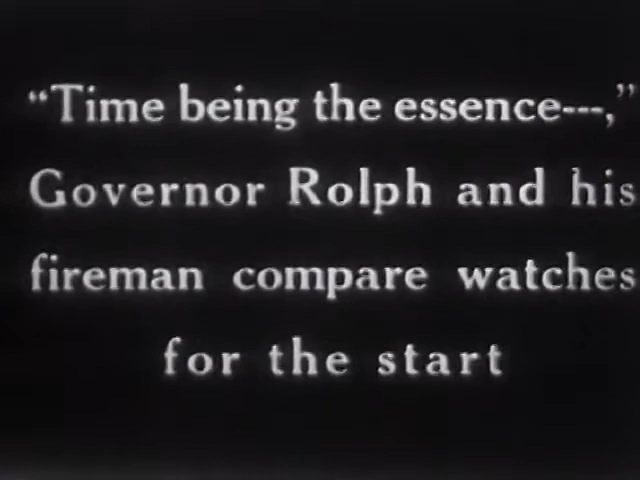 “Time being the essence---,”
Governor Rolph and his
fireman compare watches
for the start